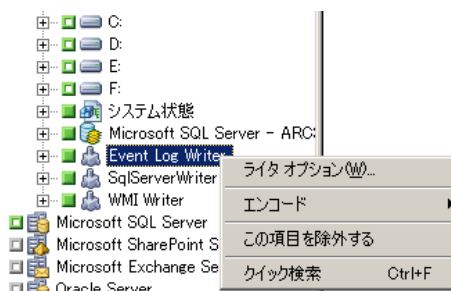 C:
D:
E:
F:
システム状態
Microsoft SQL Server - ARC
Event Log Writer
SqlServerWriter
WMI Writer
Microsoft SQL Server
Microsoft SharePoint S
Microsoft Exchange Se
Oracle Server
ライタ オプション(W)...
エンコード
この項目を除外する
クイック検索 Ctrl+F